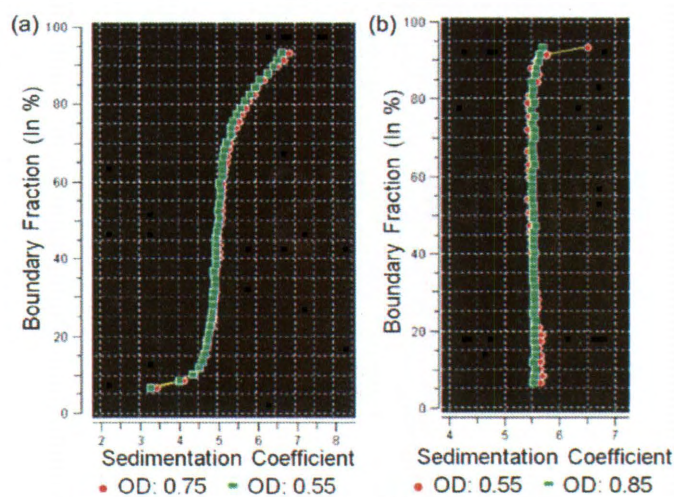 (a)
100
80
60
40
20
0
Boundary Fraction (In %)
2 3 4 5 6 7 8
Sedimentation Coefficient
OD: 0.75 OD: 0.55
(b)
100
80
60
40
20
0
Boundary Fraction (In %)
4 5 6 7
Sedimentation Coefficient
OD: 0.55 OD: 0.85